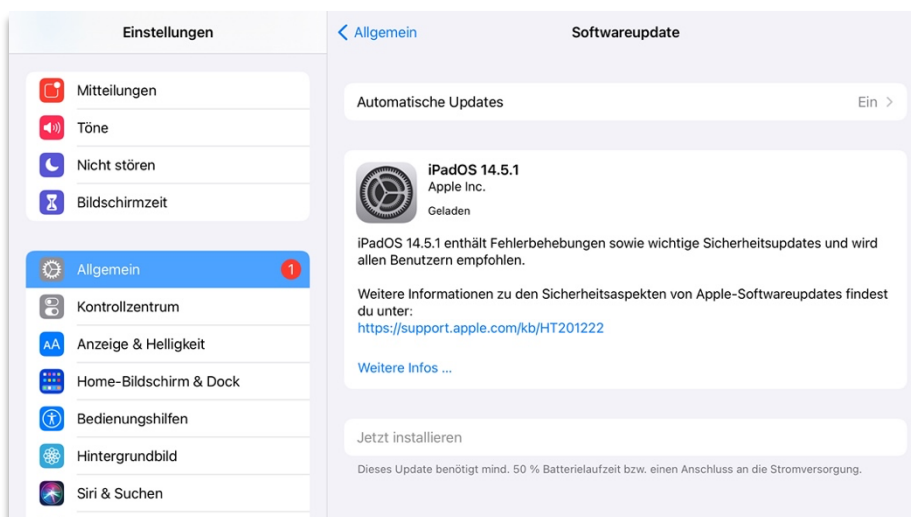 Einstellungen
Mitteilungen
Töne
Nicht stören
Bildschirmzeit
Allgemein
1
Kontrollzentrum
AA Anzeige & Helligkeit
Home-Bildschirm & Dock
Bedienungshilfen
Hintergrundbild
Siri & Suchen
Allgemein
Softwareupdate
Automatische Updates
Ein
iPadOS 14.5.1
Apple Inc.
Geladen
iPadOS 14.5.1 enthält Fehlerbehebungen sowie wichtige Sicherheitsupdates und wird
allen Benutzern empfohlen.
Weitere Informationen zu den Sicherheitsaspekten von Apple-Softwareupdates findest
du unter:
https://support.apple.com/kb/HT201222
Weitere Infos ...
Jetzt installieren
Dieses Update benötigt mind. 50 % Batterielaufzeit bzw. einen Anschluss an die Stromversorgung.